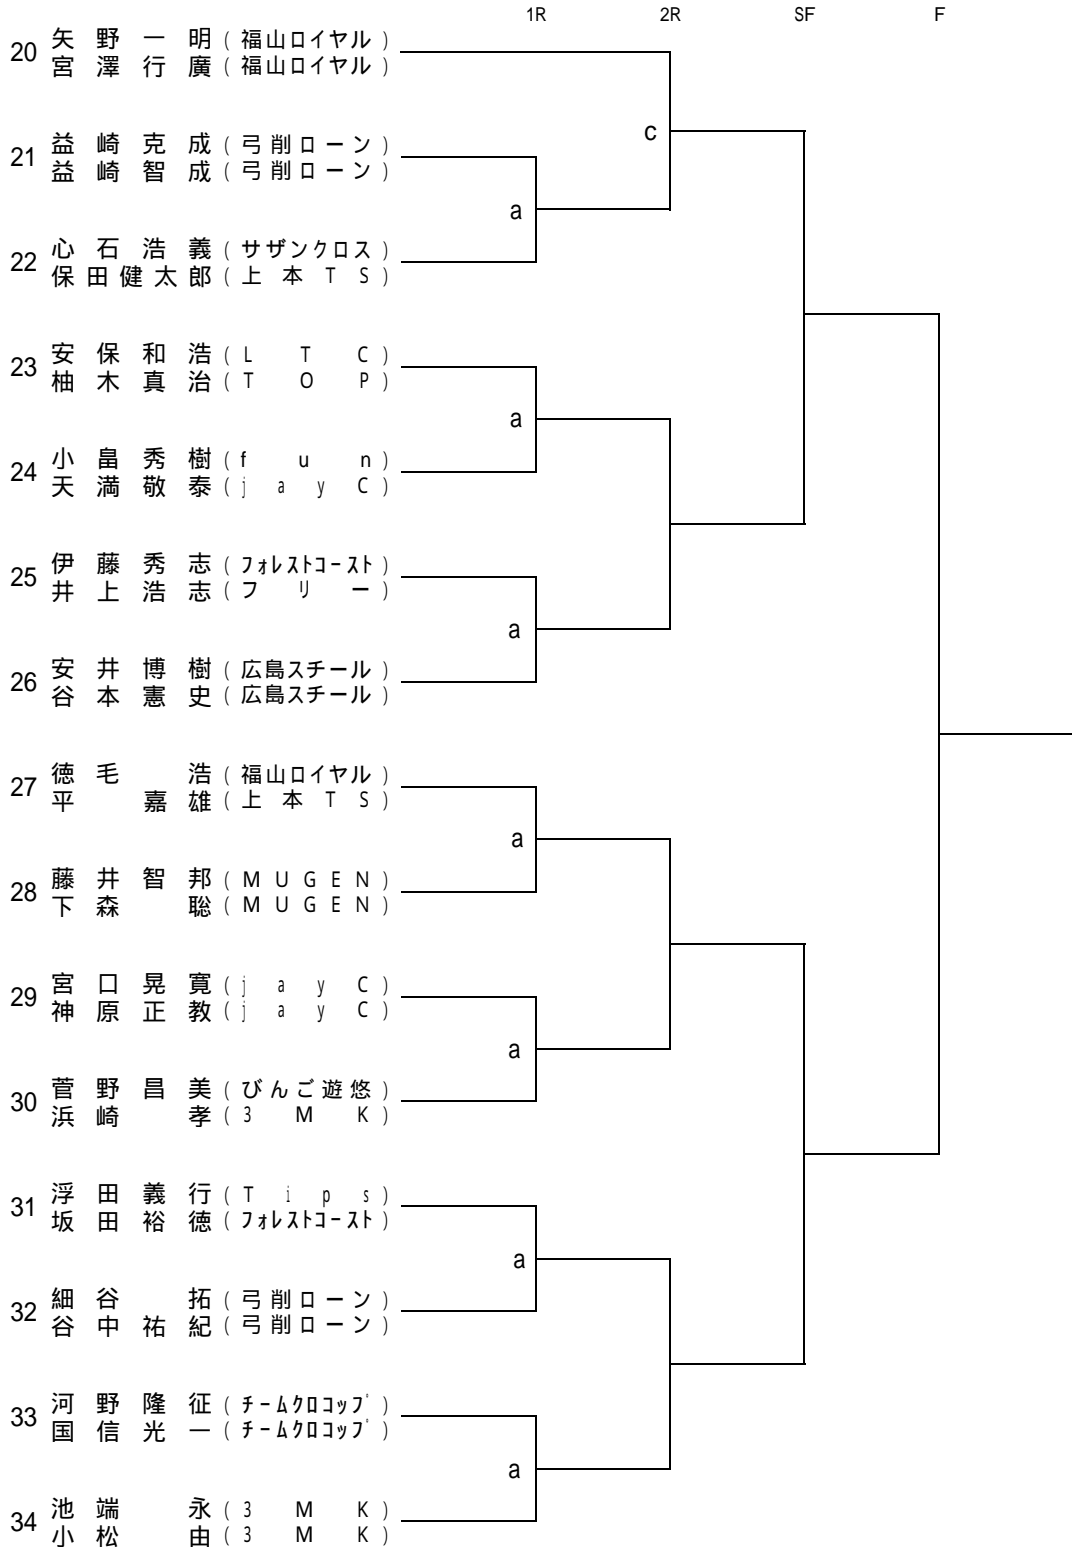 1R 2R SF F
20 矢野一明(福山ロイヤル)
宮澤行廣(福山ロイヤル)
c
21 益崎克成(弓削ローン)
益崎智成(弓削ローン)
a
22 心石浩義(サザンクロス)
保田健太郎(上本TS)
23 安保和浩(LTC)
柚木真治(TOP)
a
24 小畠秀樹(fun)
天満敬泰(jayC)
25 伊藤秀志(フォレストコースト)
井上浩志(フリー)
a
26 安井博樹(広島スチール)
谷本憲史(広島スチール)
27 徳毛浩(福山ロイヤル)
平嘉雄(上本TS)
a
28 藤井智邦(MUGEN)
下森聡(MUGEN)
29 宮口晃寛(jayC)
神原正教(jayC)
a
30 菅野昌美(びんご遊悠)
浜崎孝(3MK)
31 浮田義行(Tips)
坂田裕徳(フォレストコースト)
a
32 細谷拓(弓削ローン)
谷中祐紀(弓削ローン)
33 河野隆征(チームクロコップ)
国信光一(チームクロコップ)
a
34 池端永(3MK)
小松由(3MK)